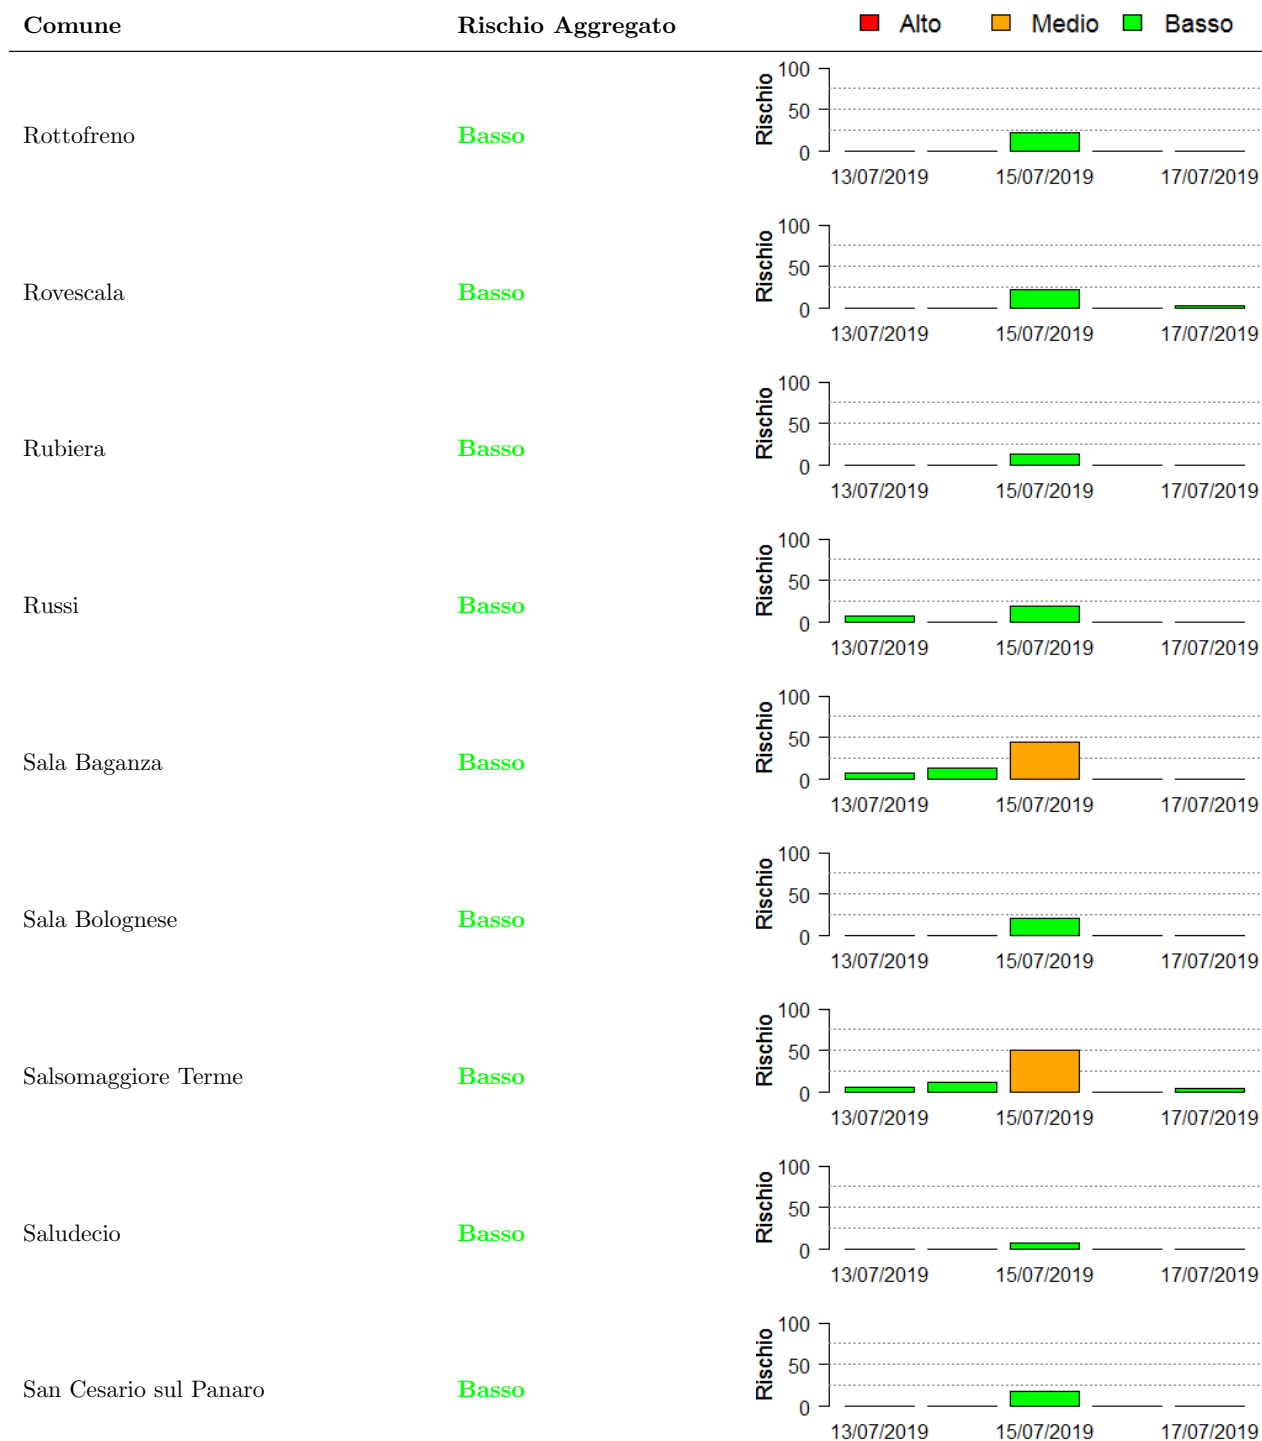 Comune Rischio Aggregato Alto Medio Basso
100
50
0
Rischio
Rottofreno Basso
13/07/2019 15/07/2019 17/07/2019
100
50
0
Rischio
Rovescala Basso
13/07/2019 15/07/2019 17/07/2019
100
50
0
Rischio
Rubiera Basso
13/07/2019 15/07/2019 17/07/2019
100
50
0
Rischio
Russi Basso
13/07/2019 15/07/2019 17/07/2019
100
50
0
Rischio
Sala Baganza Basso
13/07/2019 15/07/2019 17/07/2019
100
50
0
Rischio
Sala Bolognese Basso
13/07/2019 15/07/2019 17/07/2019
100
50
0
Rischio
Salsomaggiore Terme Basso
13/07/2019 15/07/2019 17/07/2019
100
50
0
Rischio
Saludecio Basso
13/07/2019 15/07/2019 17/07/2019
100
50
0
Rischio
San Cesario sul Panaro Basso
13/07/2019 15/07/2019 17/07/2019